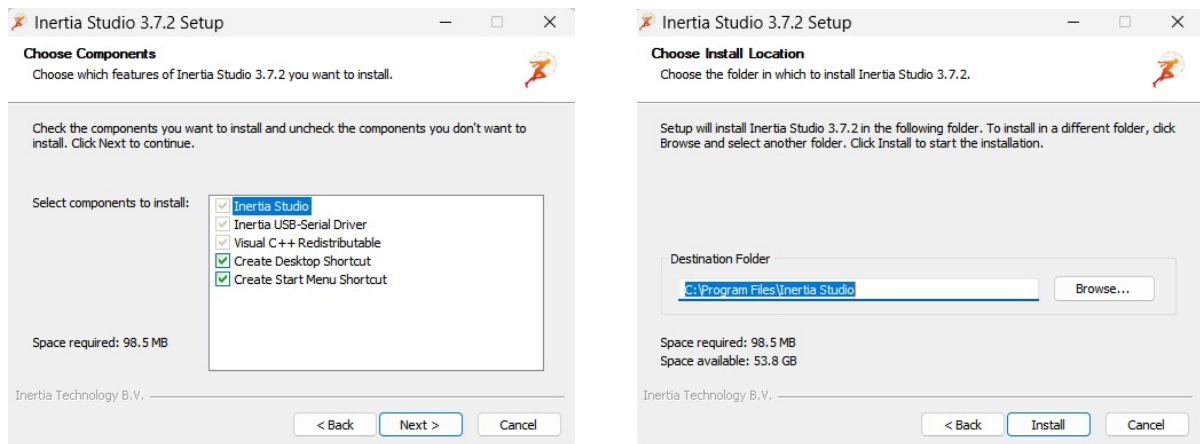 Inertia Studio 3.7.2 Setup
Choose Components
Choose which features of Inertia Studio 3.7.2 you want to install.
Check the components you want to install and uncheck the components you don't want to
install. Click Next to continue.
Select components to install:
Inertia Studio
Inertia USB-Serial Driver
Visual C++ Redistributable
Create Desktop Shortcut
Create Start Menu Shortcut
Space required: 98.5 MB
Inertia Technology B.V.
< Back
Next >
Cancel
Inertia Studio 3.7.2 Setup
Choose Install Location
Choose the folder in which to install Inertia Studio 3.7.2.
Setup will install Inertia Studio 3.7.2 in the following folder. To install in a different folder, click
Browse and select another folder. Click Install to start the installation.
Destination Folder
C:\Program Files\Inertia Studio
Browse...
Space required: 98.5 MB
Space available: 53.8 GB
Inertia Technology B.V.
< Back
Install
Cancel